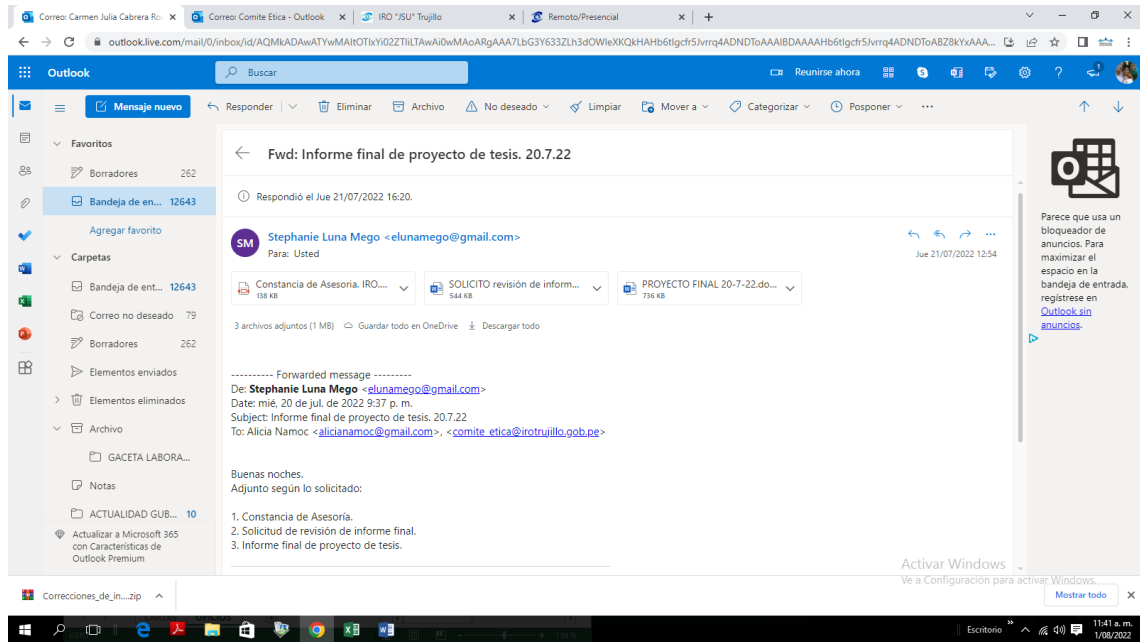 Correo: Carmen Julia Cabrera Ro
Correo: Comite Etica - Outlook
IRO "JSU" Trujillo
Remoto/Presencial
outlook.live.com/mail/0/inbox/id/AQMkADAwATYwMAItOTIxYi02ZTIiLTAwAi0wMAoARgAAA7LbG3Y633ZLh3dOWIeXKQkHAHb6tIgcfr5Jvrrq4ADNDToAAAIBDAAAAHb6tIgcfr5Jvrrq4ADNDToABZ8kYxAAA...
Outlook
Buscar
Reunirse ahora
Mensaje nuevo
Responder
Eliminar
Archivo
No deseado
Limpiar
Mover a
Categorizar
Posponer
Favoritos
Borradores 262
Bandeja de en... 12643
Agregar favorito
Carpetas
Bandeja de ent... 12643
Correo no deseado 79
Borradores 262
Elementos enviados
Elementos eliminados
Archivo
GACETA LABORA...
Notas
ACTUALIDAD GUB... 10
Actualizar a Microsoft 365
con Características de
Outlook Premium
Fwd: Informe final de proyecto de tesis. 20.7.22
Respondió el Jue 21/07/2022 16:20.
SM
Stephanie Luna Mego <elunamego@gmail.com>
Para: Usted
Jue 21/07/2022 12:54
Constancia de Asesoria. IRO....
138 KB
SOLICITO revisión de inform...
544 KB
PROYECTO FINAL 20-7-22.do...
736 KB
3 archivos adjuntos (1 MB) Guardar todo en OneDrive Descargar todo
---------- Forwarded message ---------
De: Stephanie Luna Mego <elunamego@gmail.com>
Date: mié, 20 de jul. de 2022 9:37 p. m.
Subject: Informe final de proyecto de tesis. 20.7.22
To: Alicia Namoc <alicianamoc@gmail.com>, <comite_etica@irotrujillo.gob.pe>
Buenas noches.
Adjunto según lo solicitado:
1. Constancia de Asesoría.
2. Solicitud de revisión de informe final.
3. Informe final de proyecto de tesis.
Parece que usa un
bloqueador de
anuncios. Para
maximizar el
espacio en la
bandeja de entrada,
regístrese en
Outlook sin
anuncios.
Activar Windows
Ve a Configuración para activar Windows.
Correcciones_de_in....zip
Mostrar todo
Escritorio
11:41 a. m.
1/08/2022